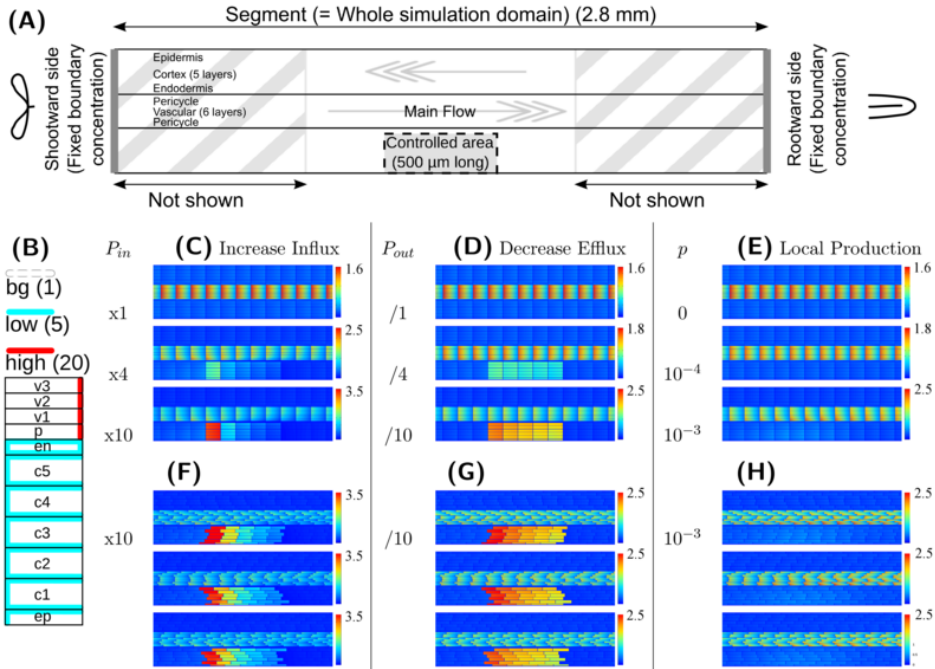 (A)
Segment (= Whole simulation domain) (2.8 mm)
Shootward side
(Fixed boundary
concentration)
Epidermis
Cortex (5 layers)
Endodermis
Pericycle
Vascular (6 layers)
Pericycle
Main Flow
Controlled area
(500 µm long)
Rootward side
(Fixed boundary
concentration)
Not shown
Not shown
(B)
bg (1)
low (5)
high (20)
v3
v2
v1
p
en
c5
c4
c3
c2
c1
ep
P_in
(C) Increase Influx
x1
1.6
x4
2.5
x10
3.5
P_out
(D) Decrease Efflux
/1
1.6
/4
1.8
/10
2.5
p
(E) Local Production
0
1.6
10⁻⁴
1.8
10⁻³
2.5
(F)
x10
3.5
3.5
3.5
(G)
/10
2.5
2.5
2.5
(H)
10⁻³
2.5
2.5
2.5